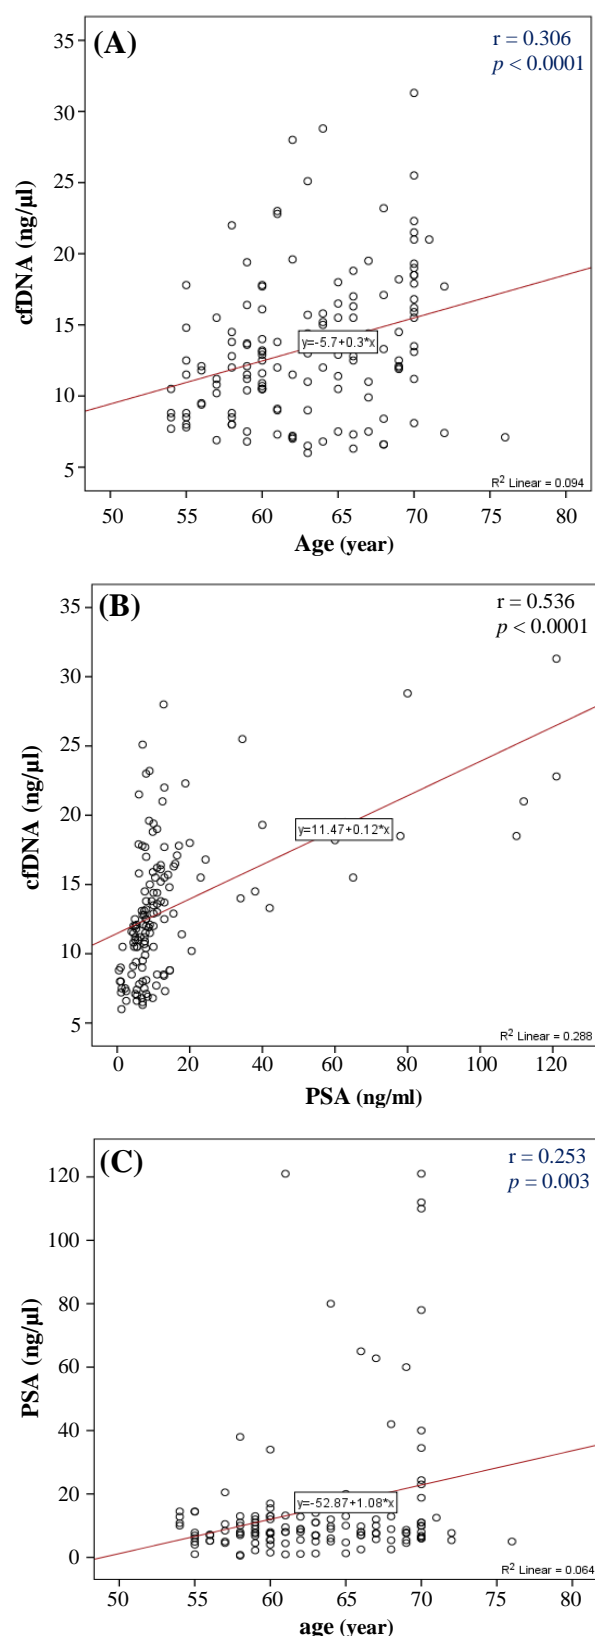 (A)
r = 0.306
p < 0.0001
35
30
25
20
15
10
5
cfDNA (ng/µl)
y=-5.7+0.3*x
R² Linear = 0.094
50 55 60 65 70 75 80
Age (year)
(B)
r = 0.536
p < 0.0001
35
30
25
20
15
10
5
cfDNA (ng/µl)
y=11.47+0.12*x
R² Linear = 0.288
0 20 40 60 80 100 120
PSA (ng/ml)
(C)
r = 0.253
p = 0.003
120
100
80
60
40
20
0
PSA (ng/µl)
y=-52.87+1.08*x
R² Linear = 0.064
50 55 60 65 70 75 80
age (year)